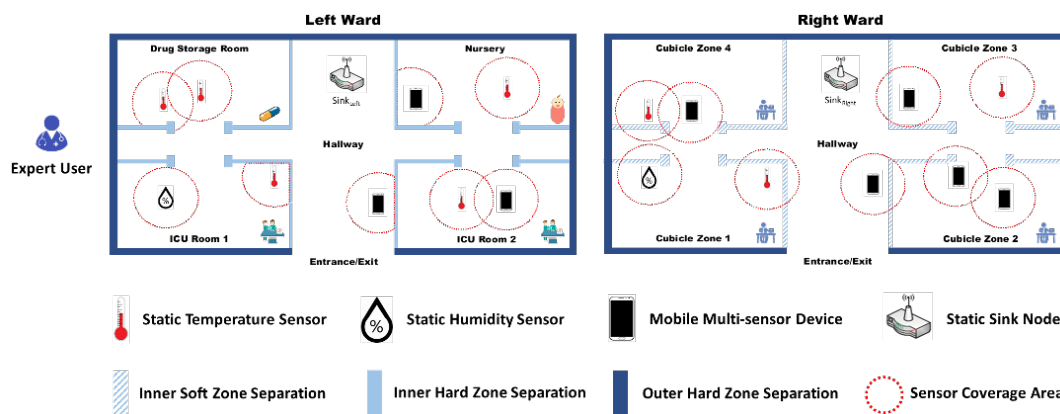 Left Ward
Right Ward
Drug Storage Room
Nursery
Cubicle Zone 4
Cubicle Zone 3
Sink Left
Sink Right
Expert User
Hallway
Hallway
%
%
ICU Room 1
ICU Room 2
Cubicle Zone 1
Cubicle Zone 2
Entrance/Exit
Entrance/Exit
Static Temperature Sensor
%
Static Humidity Sensor
Mobile Multi-sensor Device
Static Sink Node
Inner Soft Zone Separation
Inner Hard Zone Separation
Outer Hard Zone Separation
Sensor Coverage Area